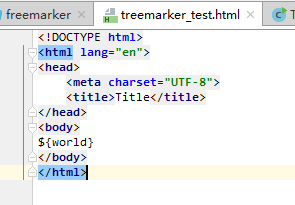 freemarker
treemarker_test.html
T
<!DOCTYPE html>
<html lang="en">
<head>
    <meta charset="UTF-8">
    <title>Title</title>
</head>
<body>
${world}
</body>
</html>